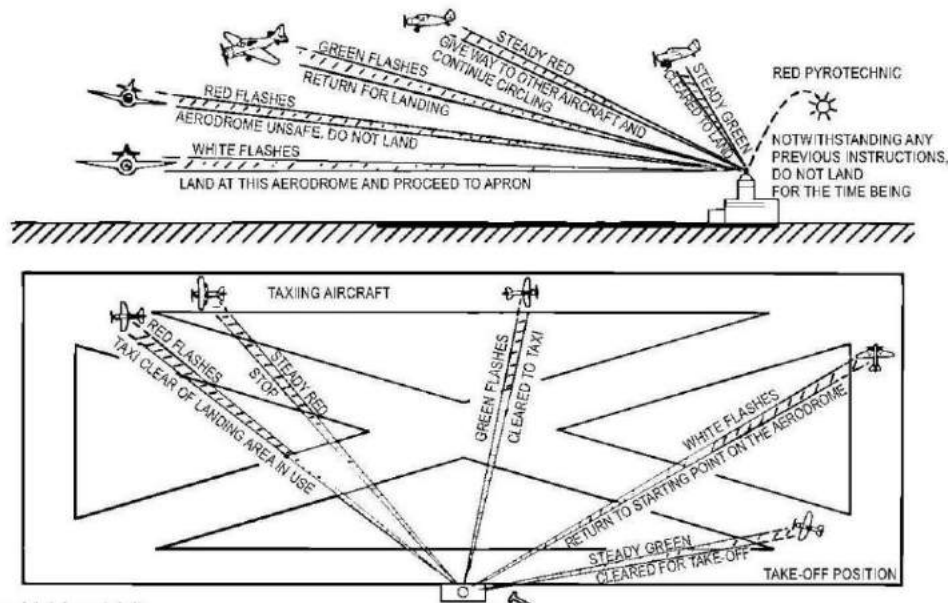 STEADY RED
GIVE WAY TO OTHER AIRCRAFT AND
CONTINUE CIRCLING
GREEN FLASHES
RETURN FOR LANDING
RED FLASHES
AERODROME UNSAFE, DO NOT LAND
WHITE FLASHES
LAND AT THIS AERODROME AND PROCEED TO APRON
STEADY GREEN
CLEARED TO LAND
RED PYROTECHNIC
NOTWITHSTANDING ANY
PREVIOUS INSTRUCTIONS,
DO NOT LAND
FOR THE TIME BEING
TAXIING AIRCRAFT
RED FLASHES
TAXI CLEAR OF LANDING AREA IN USE
STEADY RED
STOP
GREEN FLASHES
CLEARED TO TAXI
WHITE FLASHES
RETURN TO STARTING POINT ON THE AERODROME
STEADY GREEN
CLEARED FOR TAKE-OFF
TAKE-OFF POSITION